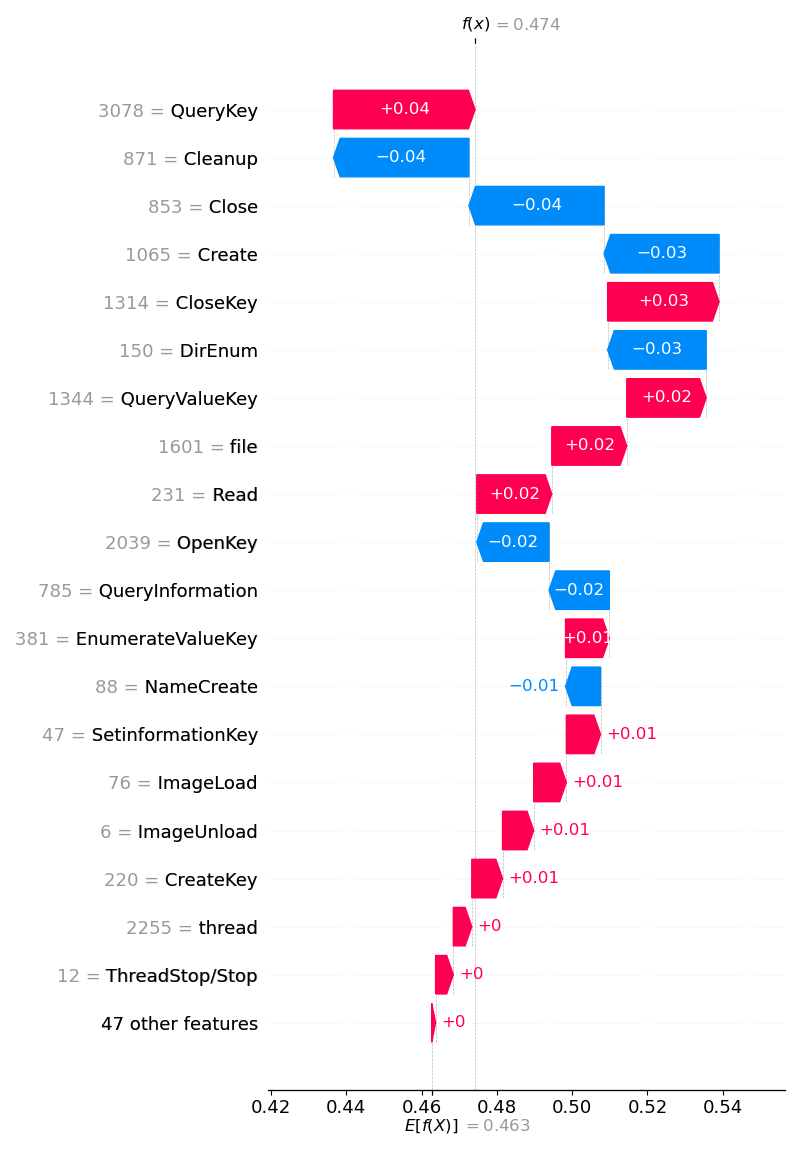 f(x) = 0.474
3078 = QueryKey +0.04
871 = Cleanup −0.04
853 = Close −0.04
1065 = Create −0.03
1314 = CloseKey +0.03
150 = DirEnum −0.03
1344 = QueryValueKey +0.02
1601 = file +0.02
231 = Read +0.02
2039 = OpenKey −0.02
785 = QueryInformation −0.02
381 = EnumerateValueKey +0.01
88 = NameCreate −0.01
47 = SetinformationKey +0.01
76 = ImageLoad +0.01
6 = ImageUnload +0.01
220 = CreateKey +0.01
2255 = thread +0
12 = ThreadStop/Stop +0
47 other features +0
0.42 0.44 0.46 0.48 0.50 0.52 0.54
E[f(X)] = 0.463